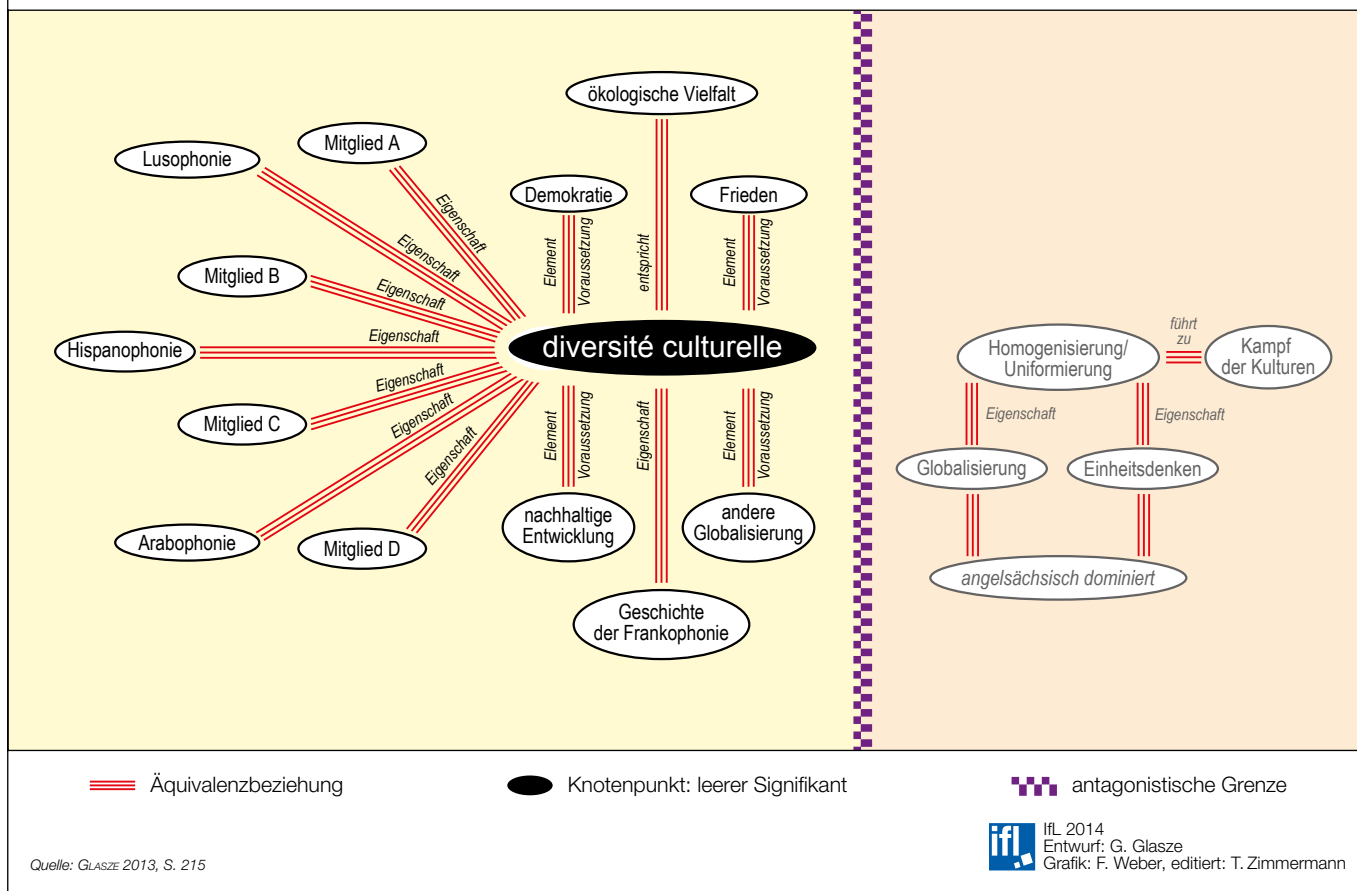 ökologische Vielfalt
Mitglied A
Lusophonie
Demokratie
Frieden
Eigenschaft
Eigenschaft
Element
Voraussetzung
entspricht
Element
Voraussetzung
Mitglied B
Eigenschaft
Hispanophonie
Eigenschaft
diversité culturelle
Mitglied C
Eigenschaft
Eigenschaft
Eigenschaft
Element
Voraussetzung
Eigenschaft
Element
Voraussetzung
Arabophonie
Mitglied D
nachhaltige
Entwicklung
andere
Globalisierung
Geschichte
der Frankophonie
Homogenisierung/
Uniformierung
führt
zu
Kampf
der Kulturen
Eigenschaft
Eigenschaft
Globalisierung
Einheitsdenken
angelsächsisch dominiert
Äquivalenzbeziehung
Knotenpunkt: leerer Signifikant
antagonistische Grenze
ifl
IfL 2014
Entwurf: G. Glasze
Grafik: F. Weber, editiert: T. Zimmermann
Quelle: GLASZE 2013, S. 215